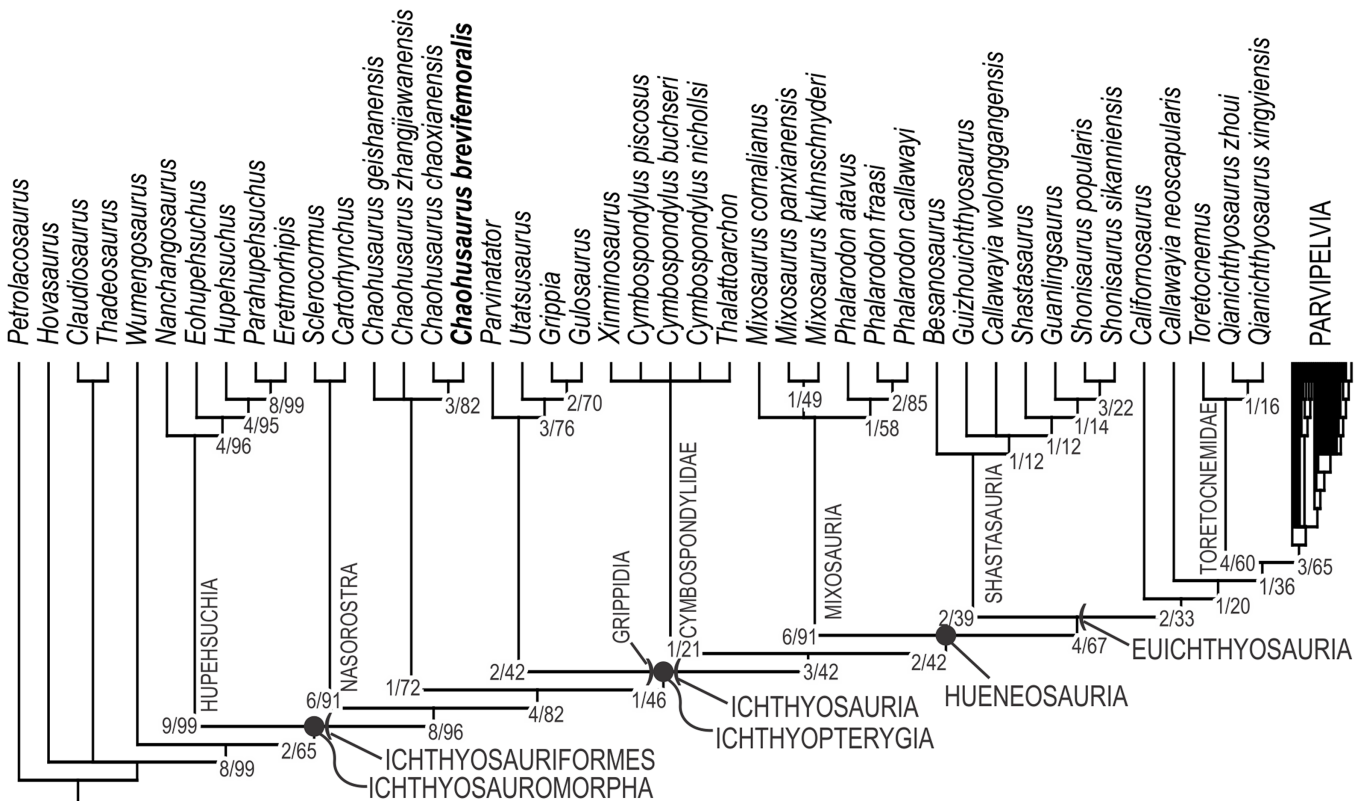 Petrolacosaurus
Hovasaurus
Claudiosaurus
Thadeosaurus
Wumengosaurus
Nanchangosaurus
Eohupehsuchus
Hupehsuchus
Parahupehsuchus
Eretmorhipis
Sclerocormus
Cartorhynchus
Chaohusaurus geishanensis
Chaohusaurus zhangjiawanensis
Chaohusaurus chaoxianensis
Chaohusaurus brevifemoralis
Parvinatator
Utatsusaurus
Grippia
Gulosaurus
Xinminosaurus
Cymbospondylus piscosus
Cymbospondylus buchseri
Cymbospondylus nichollsi
Thalattoarchon
Mixosaurus cornalianus
Mixosaurus panxianensis
Mixosaurus kuhnschnyderi
Phalarodon atavus
Phalarodon fraasi
Phalarodon callawayi
Besanosaurus
Guizhouichthyosaurus
Callawayia wolonggangensis
Shastasaurus
Guanlingsaurus
Shonisaurus popularis
Shonisaurus sikanniensis
Californosaurus
Callawayia neoscapularis
Toretocnemus
Qianichthyosaurus zhoui
Qianichthyosaurus xingyiensis
PARVIPELVIA
8/99
4/95
4/96
3/82
2/70
3/76
1/49
2/85
1/58
3/22
1/14
1/12
1/12
1/16
HUPEHSUCHIA
NASOROSTRA
GRIPPIDIA
CYMBOSPONDYLIDAE
MIXOSAURIA
SHASTASAURIA
TORETOCNEMIDAE
4/60
3/65
1/36
1/20
2/39
2/33
6/91
4/67
EUICHTHYOSAURIA
1/21
2/42
HUENEOSAURIA
2/42
3/42
1/72
1/46
ICHTHYOSAURIA
6/91
4/82
ICHTHYOPTERYGIA
9/99
8/96
2/65
ICHTHYOSAURIFORMES
8/99
ICHTHYOSAUROMORPHA